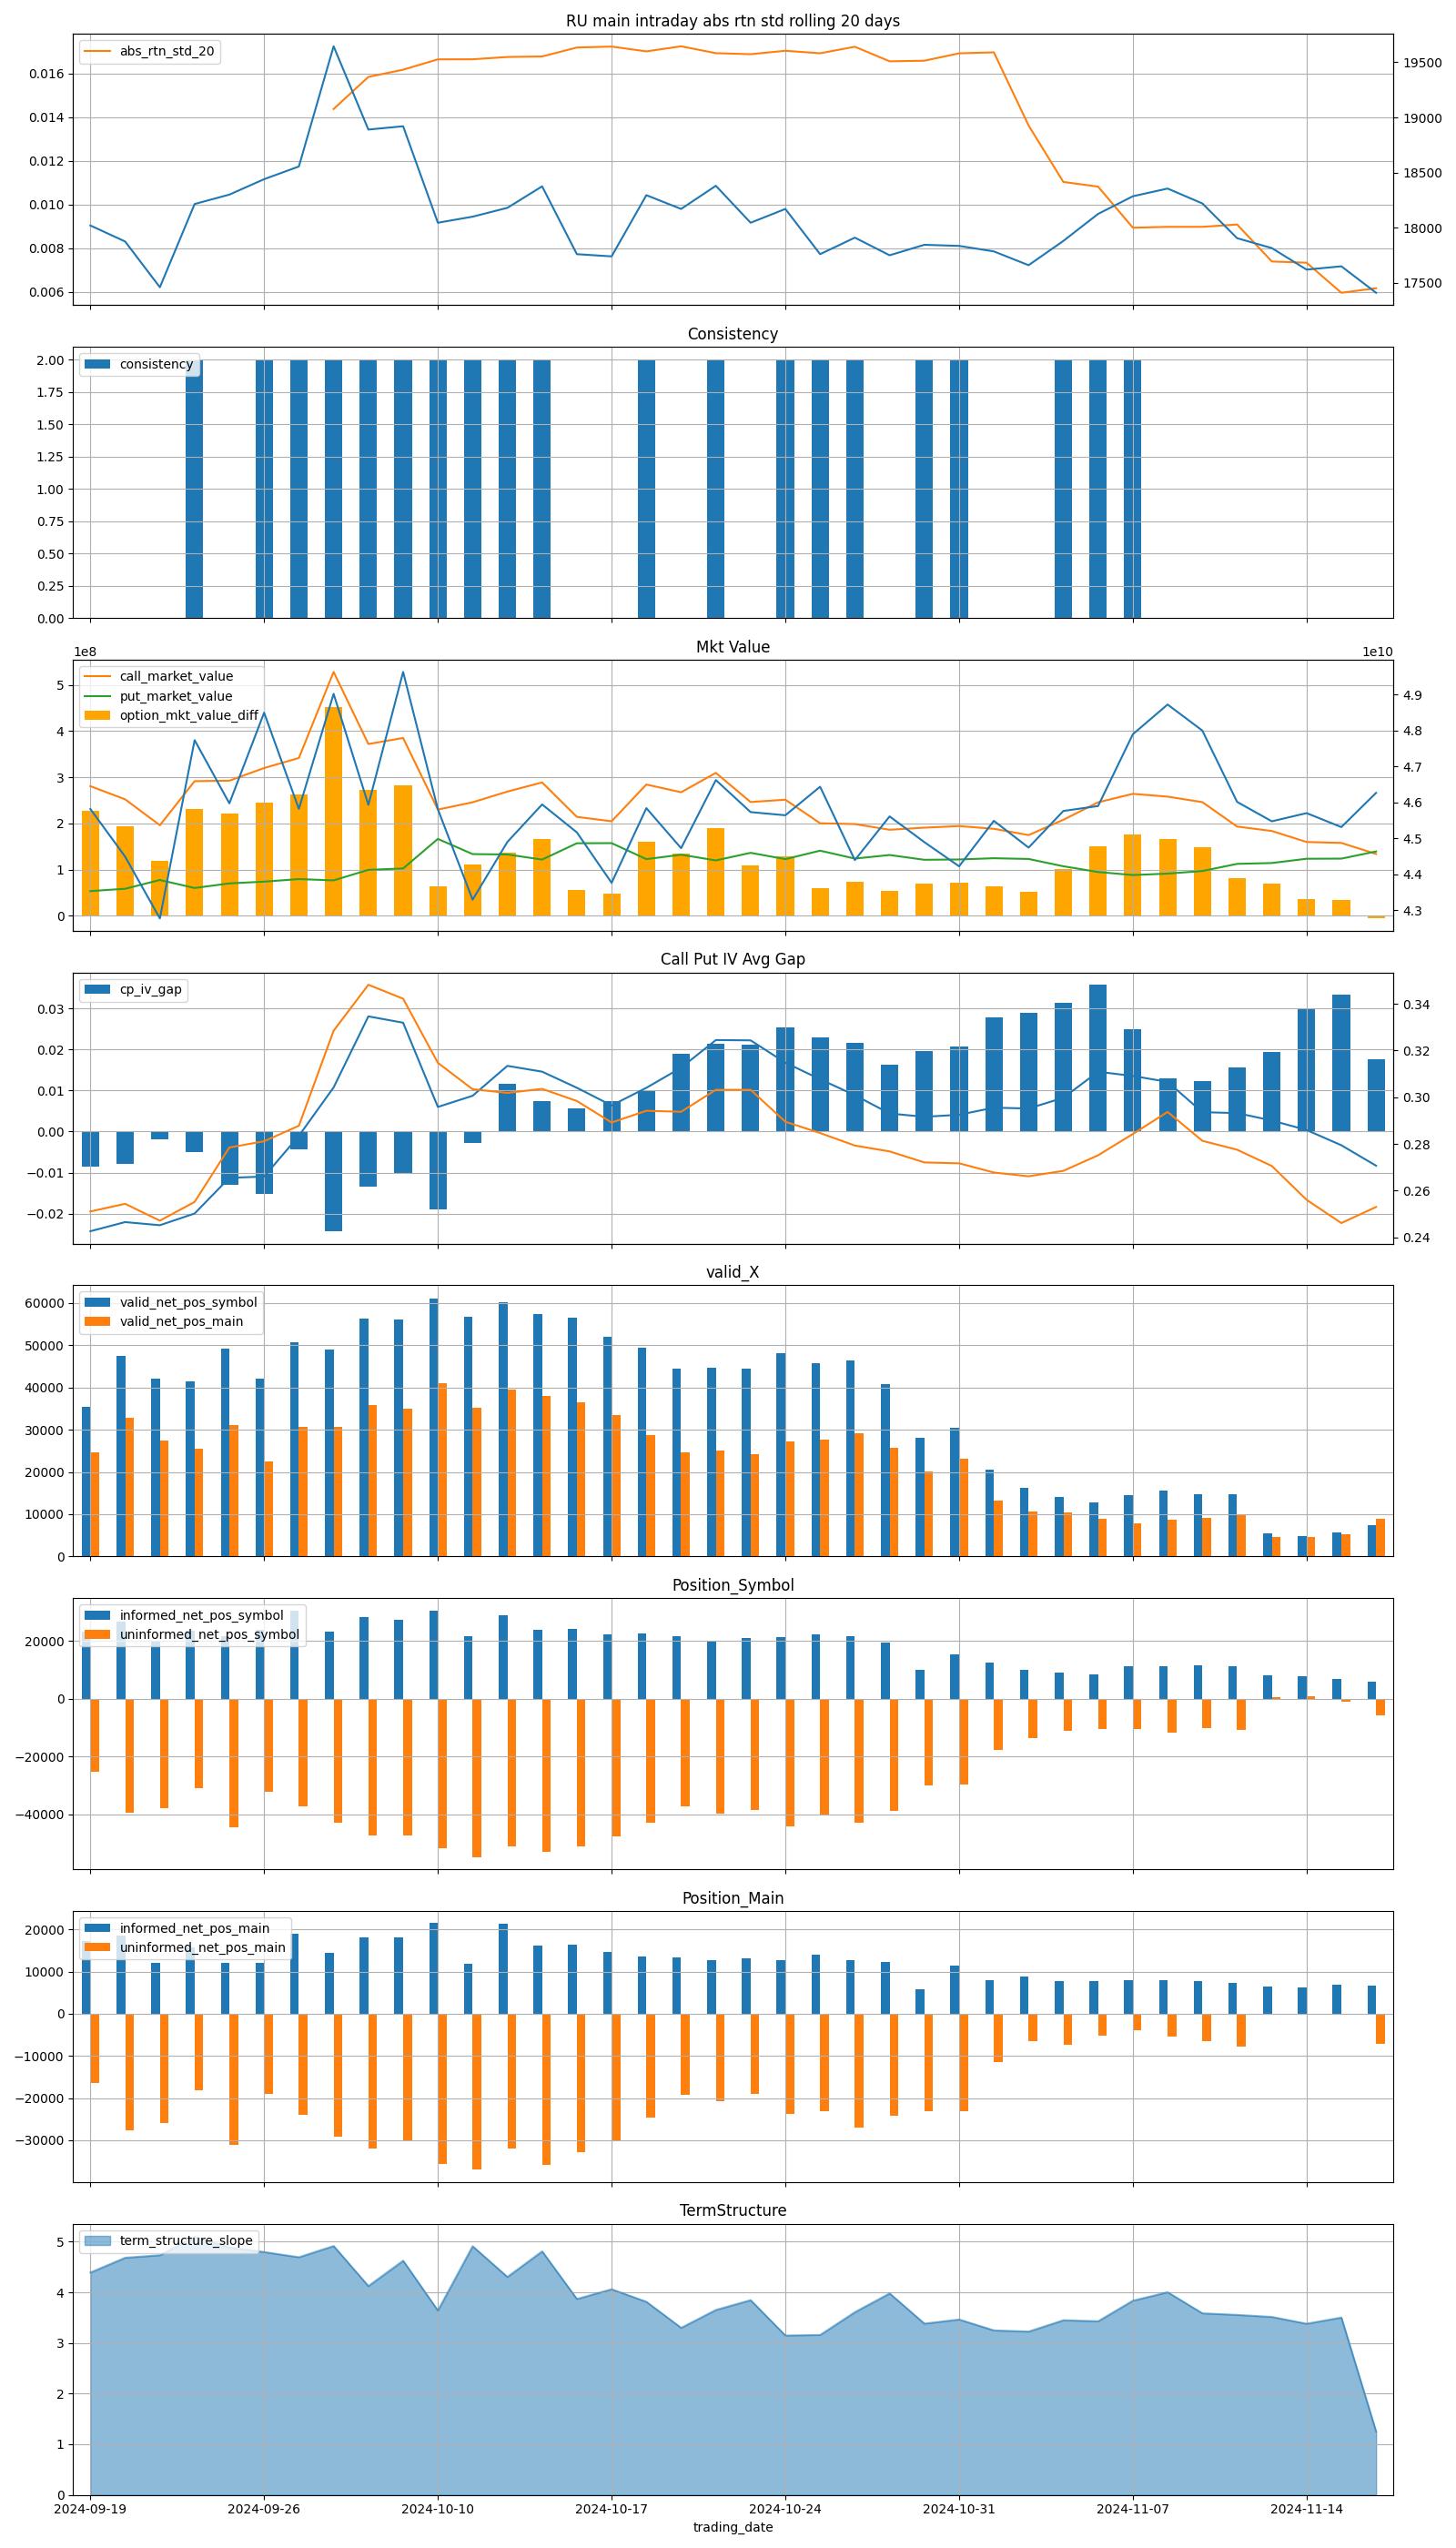 RU main intraday abs rtn std rolling 20 days
abs_rtn_std_20
0.016
0.014
0.012
0.010
0.008
0.006
19500
19000
18500
18000
17500
Consistency
consistency
2.00
1.75
1.50
1.25
1.00
0.75
0.50
0.25
0.00
Mkt Value
1e8
1e10
call_market_value
put_market_value
option_mkt_value_diff
5
4
3
2
1
0
4.9
4.8
4.7
4.6
4.5
4.4
4.3
Call Put IV Avg Gap
cp_iv_gap
0.03
0.02
0.01
0.00
−0.01
−0.02
0.34
0.32
0.30
0.28
0.26
0.24
valid_X
valid_net_pos_symbol
valid_net_pos_main
60000
50000
40000
30000
20000
10000
0
Position_Symbol
informed_net_pos_symbol
uninformed_net_pos_symbol
20000
0
−20000
−40000
Position_Main
informed_net_pos_main
uninformed_net_pos_main
20000
10000
0
−10000
−20000
−30000
TermStructure
term_structure_slope
5
4
3
2
1
0
2024-09-19 2024-09-26 2024-10-10 2024-10-17 2024-10-24 2024-10-31 2024-11-07 2024-11-14
trading_date